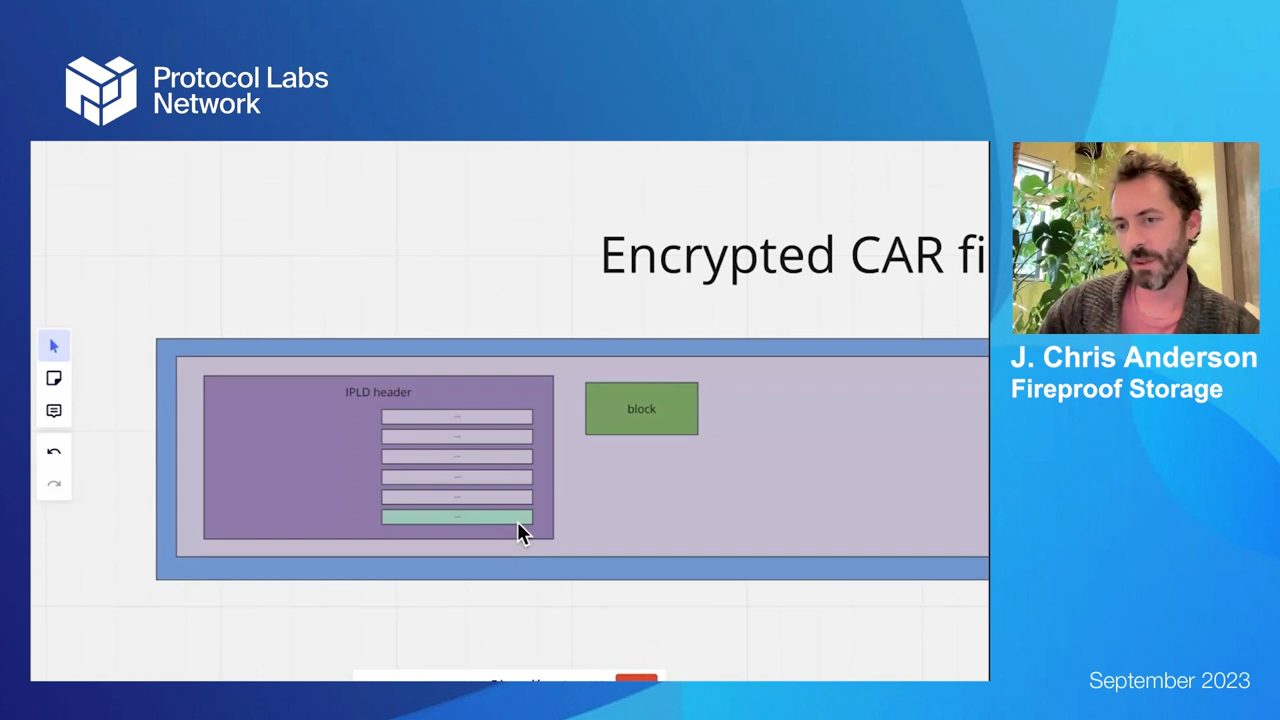 Protocol Labs
Network
Encrypted CAR fi
IPLD header
block
J. Chris Anderson
Fireproof Storage
September 2023